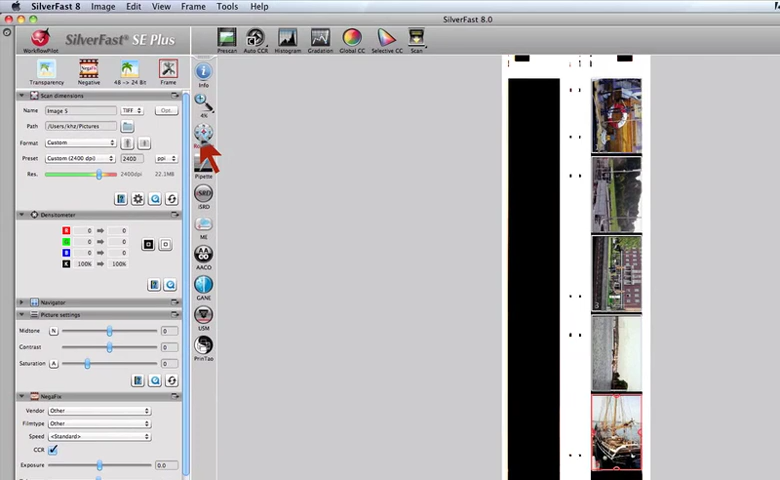 SilverFast 8 Image Edit View Frame Tools Help
SilverFast 8.0
SilverFast® SE Plus
WorkflowPilot
Prescan Auto CCR Histogram Gradation Global CC Selective CC Scan
Transparency Negative 48 -> 24 Bit Frame
Scan dimensions
Name Image 5 TIFF
Path /Users/khz/Pictures
Format Custom
Preset Custom (2400 dpi) 2400 ppi
Res. 2400dpi 22.1MB
Densitometer
R 0 0
G 0 0
B 0 0
K 100% 100%
Navigator
Picture settings
Midtone N 0
Contrast 0
Saturation A 0
NegaFix
Vendor Other
Filmtype Other
Speed <Standard>
CCR
Exposure 0.0
Info
4%
Pipette
iSRD
ME
AACO
GANE
USM
PrinTao